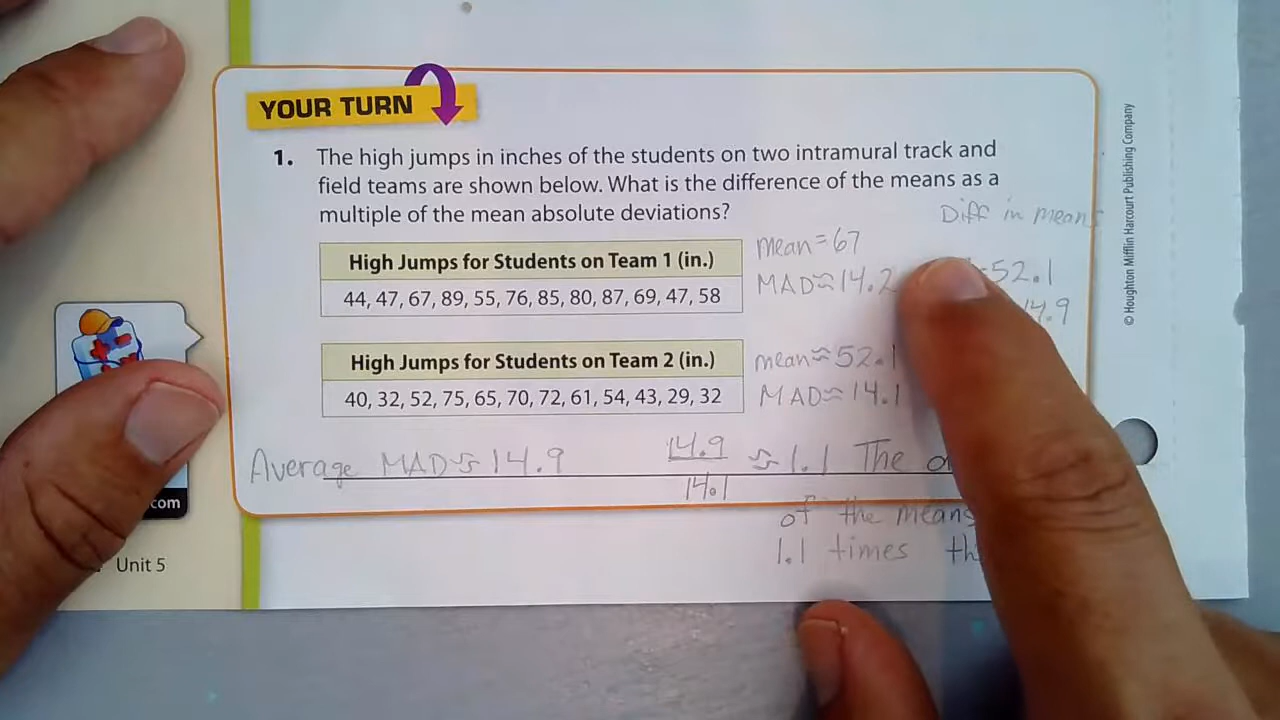 YOUR TURN
1. The high jumps in inches of the students on two intramural track and
field teams are shown below. What is the difference of the means as a
multiple of the mean absolute deviations?
Diff in means
High Jumps for Students on Team 1 (in.)
44, 47, 67, 89, 55, 76, 85, 80, 87, 69, 47, 58
mean=67
MAD≈14.2
52.1
14.9
High Jumps for Students on Team 2 (in.)
40, 32, 52, 75, 65, 70, 72, 61, 54, 43, 29, 32
mean≈52.1
MAD≈14.1
Average MAD≈14.9
14.9
14.1
≈1.1 The
of the means
1.1 times
.com
Unit 5
© Houghton Mifflin Harcourt Publishing Company